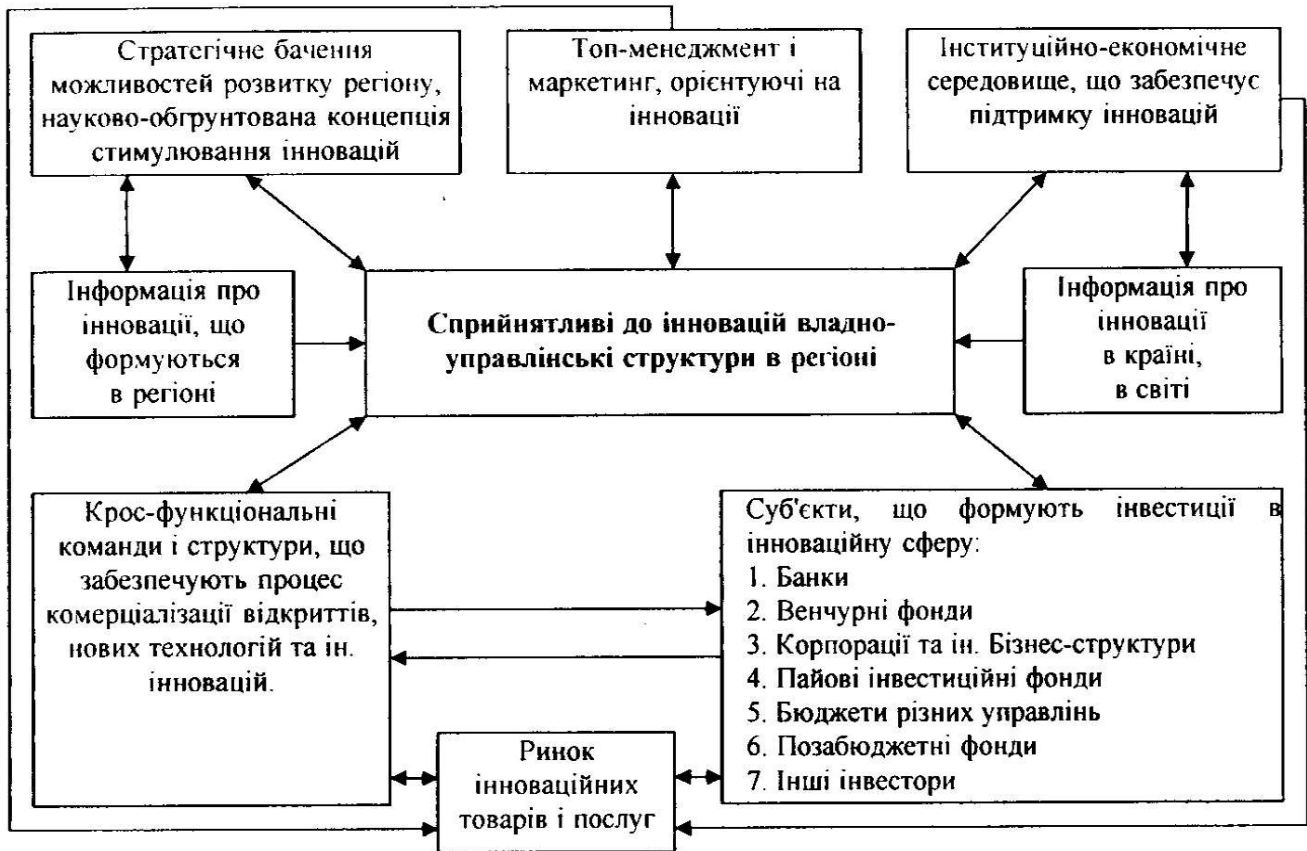 Стратегічне бачення
можливостей розвитку регіону,
науково-обгрунтована концепція
стимулювання інновацій
Топ-менеджмент і
маркетинг, орієнтуючі на
інновації
Інституційно-економічне
середовище, що забезпечує
підтримку інновацій
Інформація про
інновації, що
формуються
в регіоні
Сприйнятливі до інновацій владно-
управлінські структури в регіоні
Інформація про
інновації
в країні,
в світі
Крос-функціональні
команди і структури, що
забезпечують процес
комерціалізації відкриттів,
нових технологій та ін.
інновацій.
Суб'єкти, що формують інвестиції в
інноваційну сферу:
1. Банки
2. Венчурні фонди
3. Корпорації та ін. Бізнес-структури
4. Пайові інвестиційні фонди
5. Бюджети різних управлінь
6. Позабюджетні фонди
7. Інші інвестори
Ринок
інноваційних
товарів і послуг